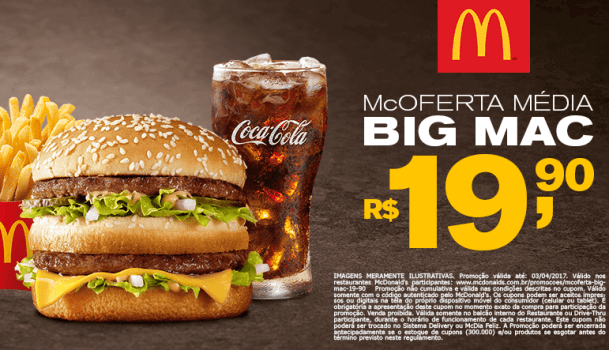 McOFERTA MÉDIA
BIG MAC
R$19,90
Coca-Cola
IMAGENS MERAMENTE ILUSTRATIVAS. Promoção válida até: 03/04/2017. Válido nos
restaurantes McDonald's participantes: www.mcdonalds.com.br/promocoes/mcoferta-big-
mac-19-90 Promoção não cumulativa e válida nas condições descritas no cupom. Válido
somente com o código autenticado pelo McDonald's. Os cupons podem ser aceitos impres-
sos ou digitais na tela do próprio dispositivo móvel do consumidor (celular ou tablet). É
obrigatória a apresentação deste cupom no momento exato da compra para participação da
promoção. Venda proibida. Válido somente no balcão interno do Restaurante ou Drive-Thru
participante, durante o horário de funcionamento de cada restaurante. Este cupom não
poderá ser trocado no Sistema Delivery ou McDia Feliz. A Promoção poderá ser encerrada
antecipadamente se o estoque de cupons (300.000) e/ou produtos se esgotar antes do
término previsto neste regulamento.